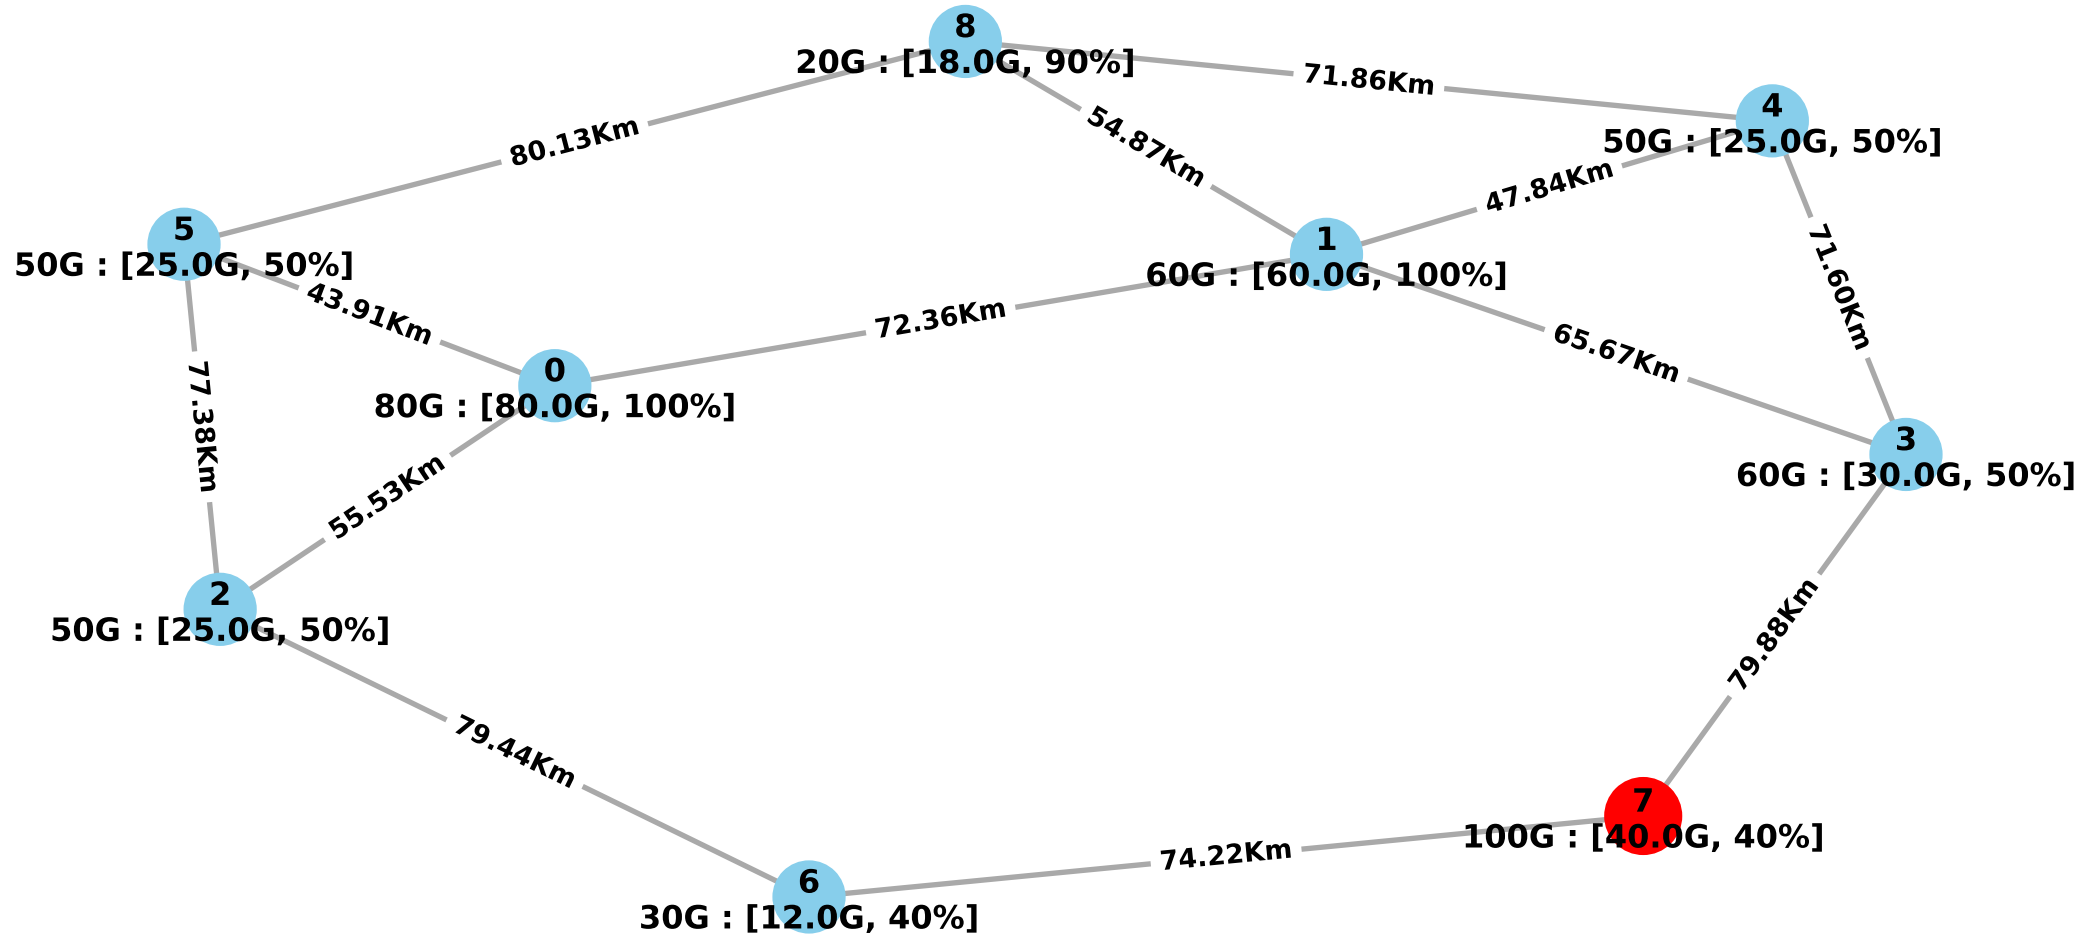 8
20G : [18.0G, 90%]
71.86Km
4
50G : [25.0G, 50%]
80.13Km
54.87Km
47.84Km
5
50G : [25.0G, 50%]
1
60G : [60.0G, 100%]
71.60Km
43.91Km
72.36Km
65.67Km
0
80G : [80.0G, 100%]
77.38Km
3
60G : [30.0G, 50%]
55.53Km
2
50G : [25.0G, 50%]
79.88Km
79.44Km
7
100G : [40.0G, 40%]
74.22Km
6
30G : [12.0G, 40%]